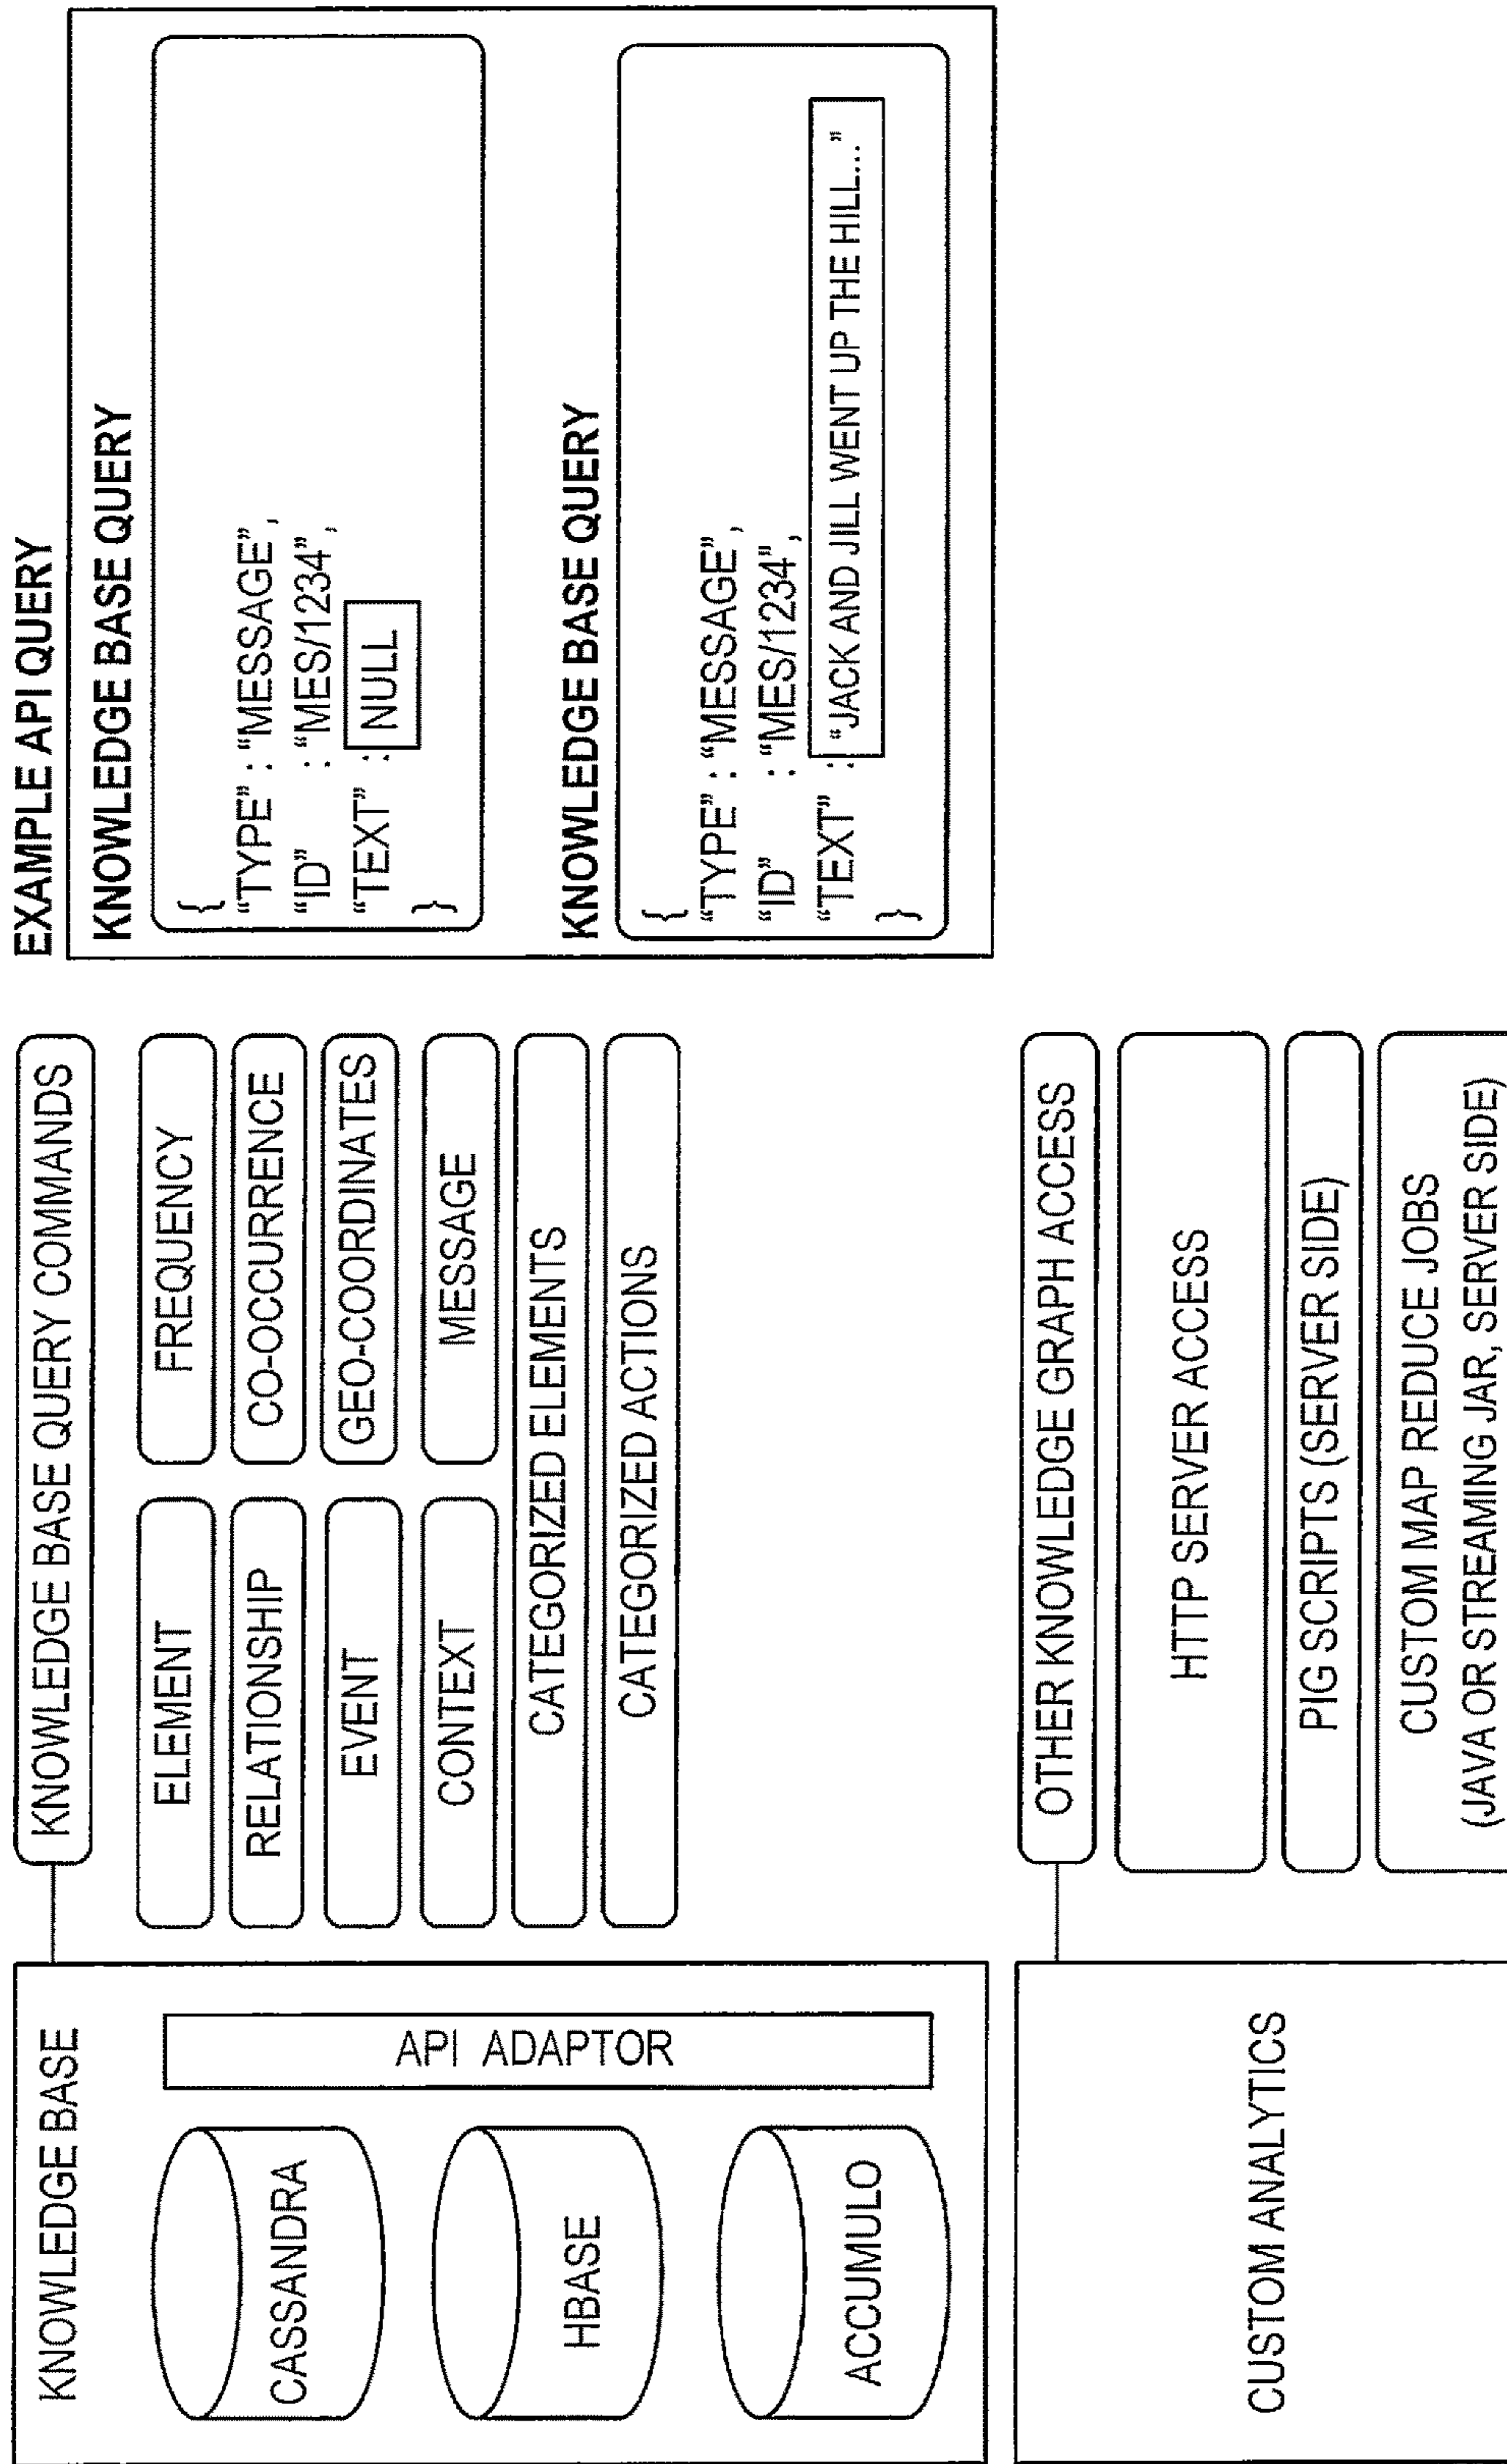 KNOWLEDGE BASE
CASSANDRA
HBASE
ACCUMULO
API ADAPTOR
KNOWLEDGE BASE QUERY COMMANDS
ELEMENT
FREQUENCY
RELATIONSHIP
CO-OCCURRENCE
EVENT
GEO-COORDINATES
CONTEXT
MESSAGE
CATEGORIZED ELEMENTS
CATEGORIZED ACTIONS
EXAMPLE API QUERY
KNOWLEDGE BASE QUERY
{
“TYPE” : “MESSAGE”,
“ID” : “MES/1234”,
“TEXT” : NULL
}
KNOWLEDGE BASE QUERY
{
“TYPE” : “MESSAGE”,
“ID” : “MES/1234”,
“TEXT” : “JACK AND JILL WENT UP THE HILL...”
}
CUSTOM ANALYTICS
OTHER KNOWLEDGE GRAPH ACCESS
HTTP SERVER ACCESS
PIG SCRIPTS (SERVER SIDE)
CUSTOM MAP REDUCE JOBS
(JAVA OR STREAMING JAR, SERVER SIDE)